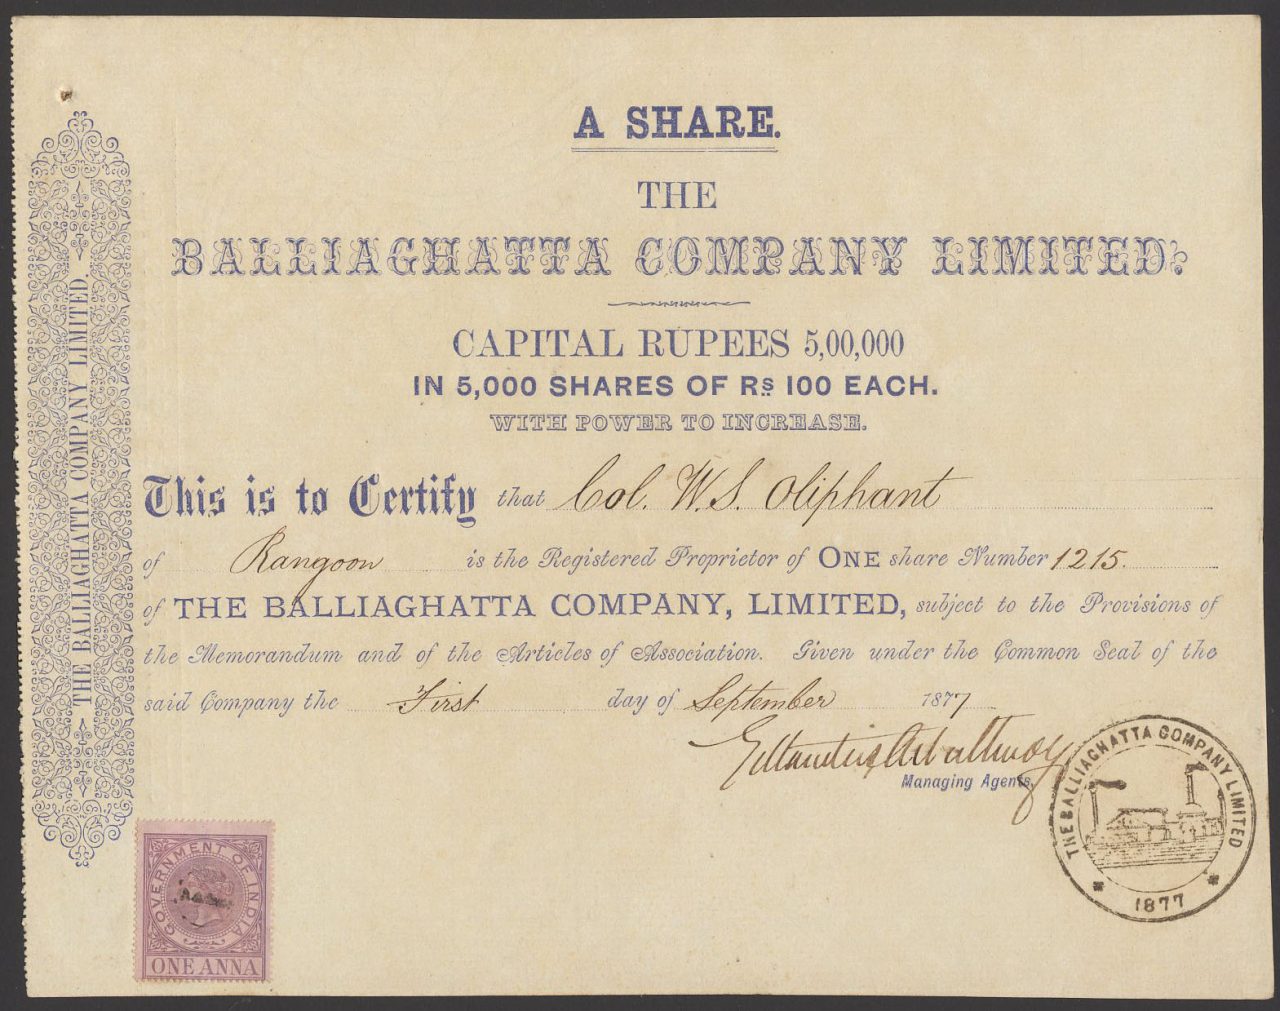 A SHARE.
THE
BALLIAGHATTA COMPANY LIMITED.
CAPITAL RUPEES 5,00,000
IN 5,000 SHARES OF RS 100 EACH.
WITH POWER TO INCREASE.
This is to Certify that Col. W.S. Oliphant
of Rangoon is the Registered Proprietor of ONE share Number 1215.
of THE BALLIAGHATTA COMPANY, LIMITED, subject to the Provisions of
the Memorandum and of the Articles of Association. Given under the Common Seal of the
said Company the First day of September 1877
Managing Agents.
THE BALLIAGHATTA COMPANY LIMITED
1877
THE BALLIAGHATTA COMPANY LIMITED.
GOVERNMENT OF INDIA
ONE ANNA